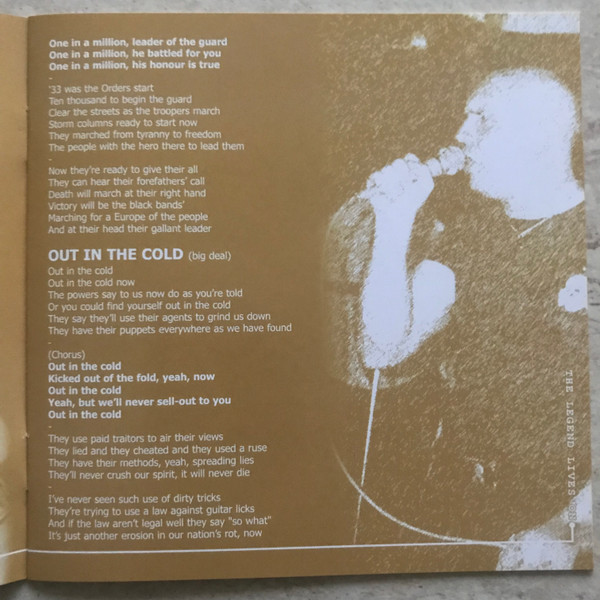 One in a million, leader of the guard
One in a million, he battled for you
One in a million, his honour is true
-
'33 was the Orders start
Ten thousand to begin the guard
Clear the streets as the troopers march
Storm columns ready to start now
They marched from tyranny to freedom
The people with the hero there to lead them
-
Now they're ready to give their all
They can hear their forefathers' call
Death will march at their right hand
Victory will be the black bands'
Marching for a Europe of the people
And at their head their gallant leader
OUT IN THE COLD (big deal)
Out in the cold
Out in the cold now
The powers say to us now do as you're told
Or you could find yourself out in the cold
They say they'll use their agents to grind us down
They have their puppets everywhere as we have found
-
(Chorus)
Out in the cold
Kicked out of the fold, yeah, now
Out in the cold
Yeah, but we'll never sell-out to you
Out in the cold
-
They use paid traitors to air their views
They lied and they cheated and they used a ruse
They have their methods, yeah, spreading lies
They'll never crush our spirit, it will never die
-
I've never seen such use of dirty tricks
They're trying to use a law against guitar licks
And if the law aren't legal well they say "so what"
It's just another erosion in our nation's rot, now
THE LEGEND LIVES